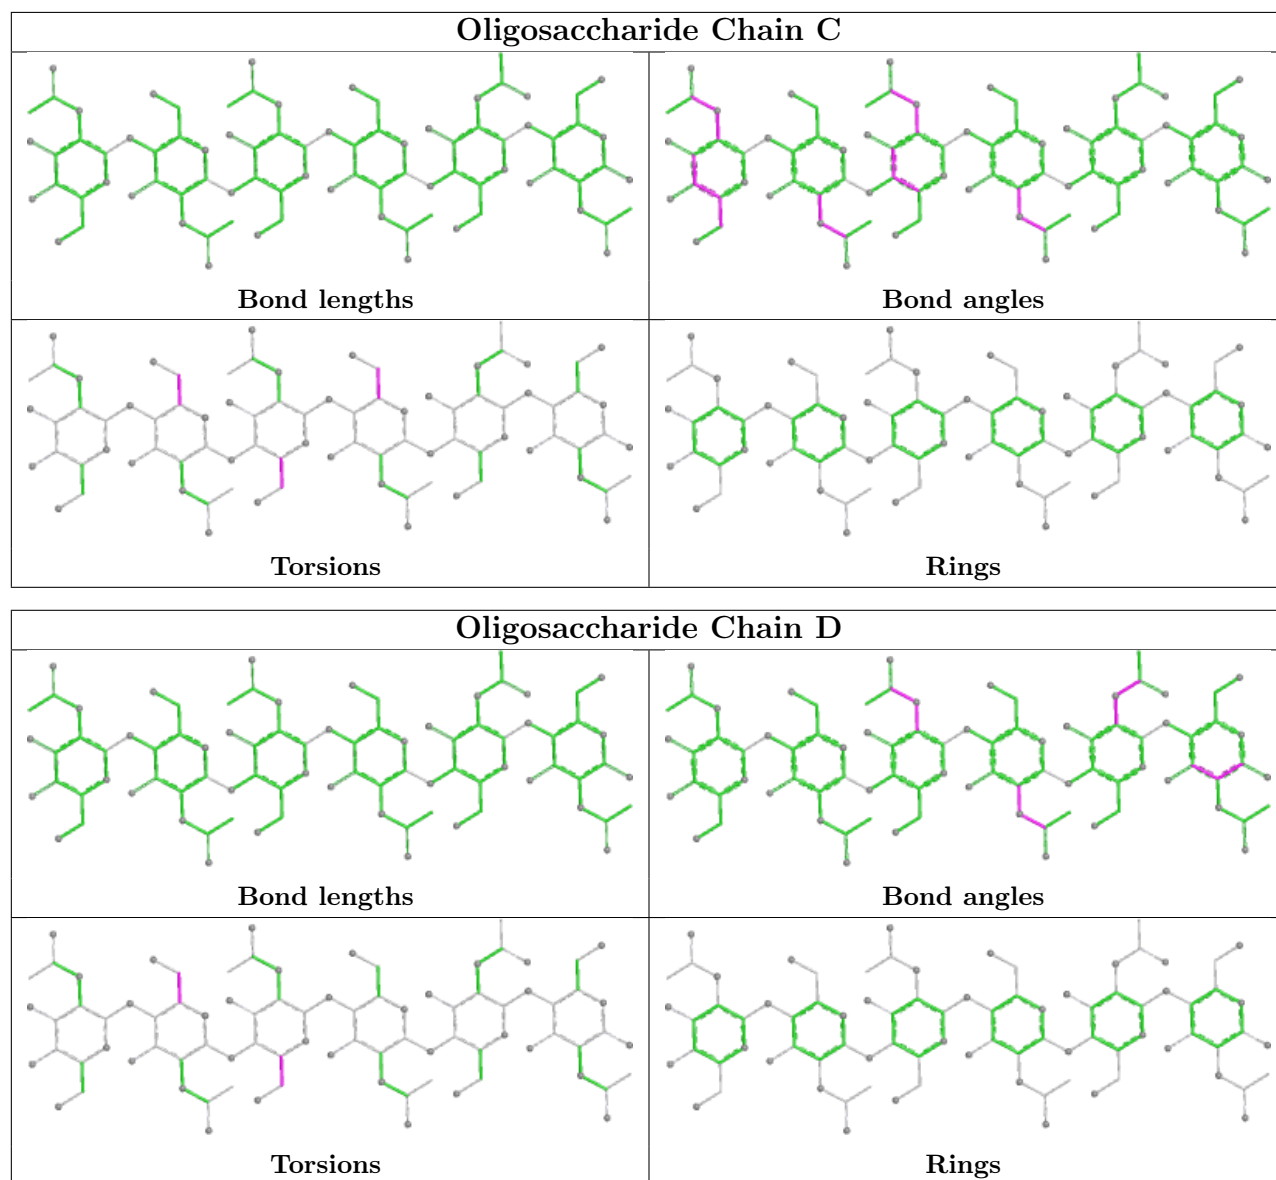 Oligosaccharide Chain C
Bond lengths
Bond angles
Torsions
Rings
Oligosaccharide Chain D
Bond lengths
Bond angles
Torsions
Rings